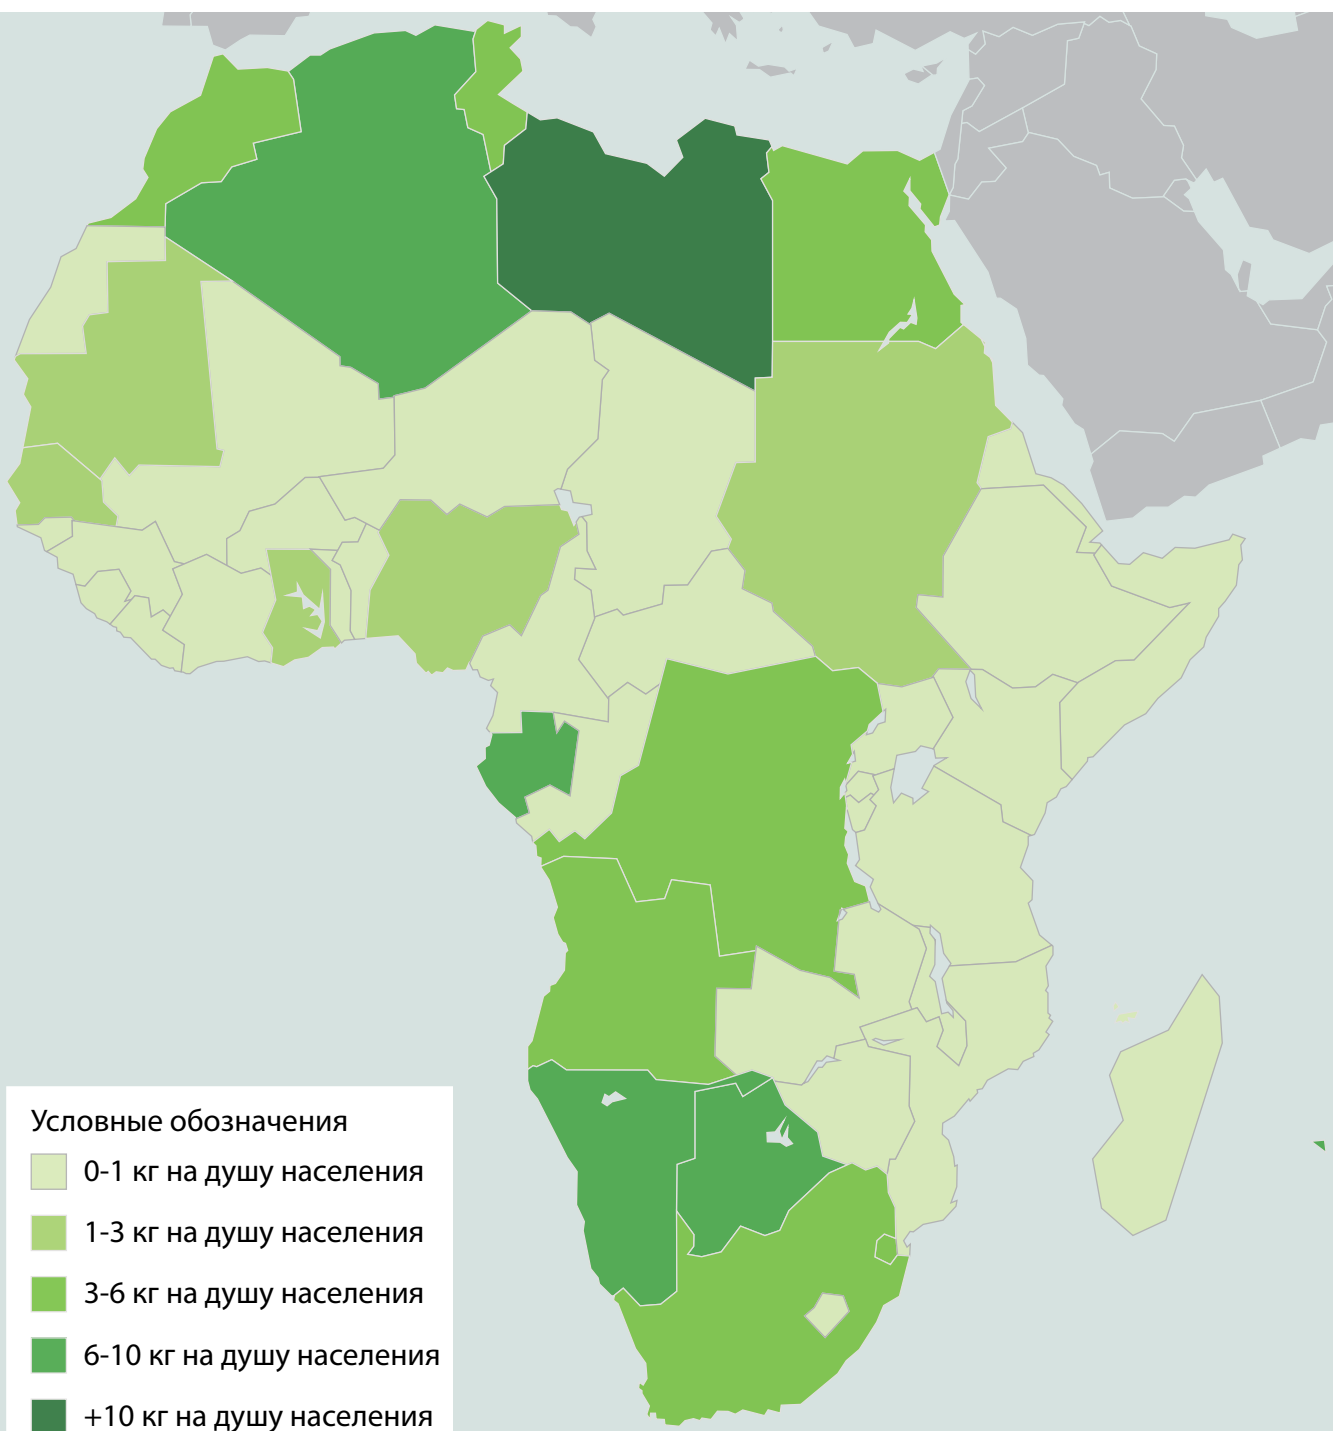 Условные обозначения
0-1 кг на душу населения
1-3 кг на душу населения
3-6 кг на душу населения
6-10 кг на душу населения
+10 кг на душу населения